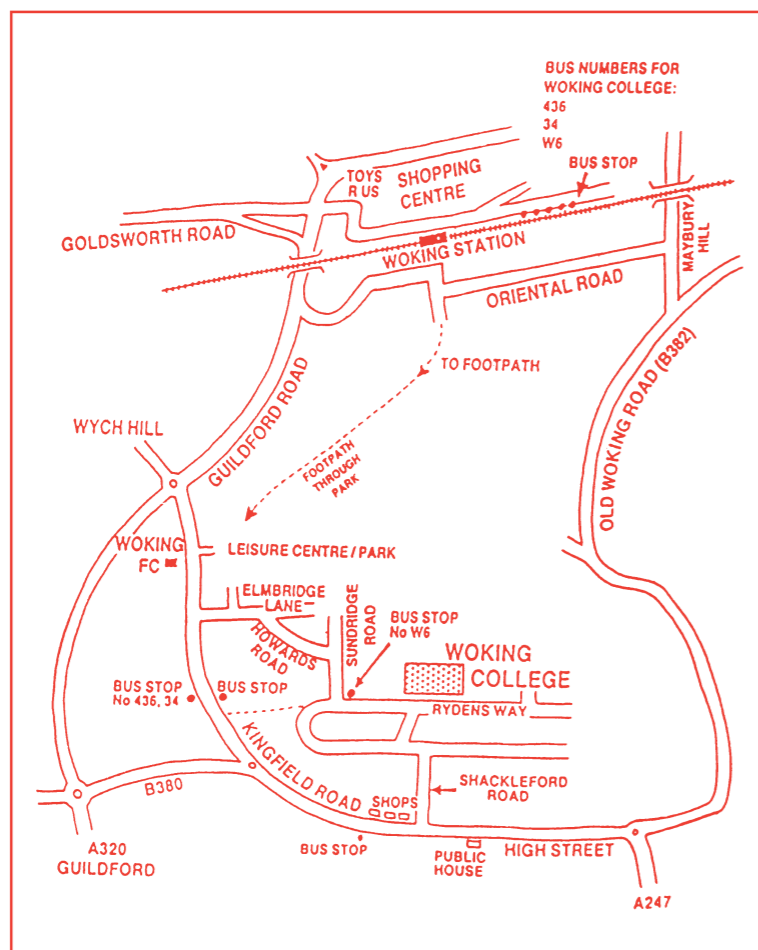 BUS NUMBERS FOR
WOKING COLLEGE:
436
34
W6
BUS STOP
TOYS
R US
SHOPPING
CENTRE
GOLDSWORTH ROAD
WOKING STATION
MAYBURY
HILL
ORIENTAL ROAD
TO FOOTPATH
OLD WOKING ROAD (B382)
GUILDFORD ROAD
WYCH HILL
FOOTPATH
THROUGH
PARK
WOKING
FC
LEISURE CENTRE/PARK
ELMBRIDGE
LANE
HOWARDS
ROAD
SUNDRIDGE
ROAD
BUS STOP
No W6
WOKING
COLLEGE
BUS STOP
No 436, 34
BUS STOP
RYDENS WAY
KINGFIELD ROAD
B380
SHACKLEFORD
ROAD
SHOPS
A320
GUILDFORD
BUS STOP
PUBLIC
HOUSE
HIGH STREET
A247